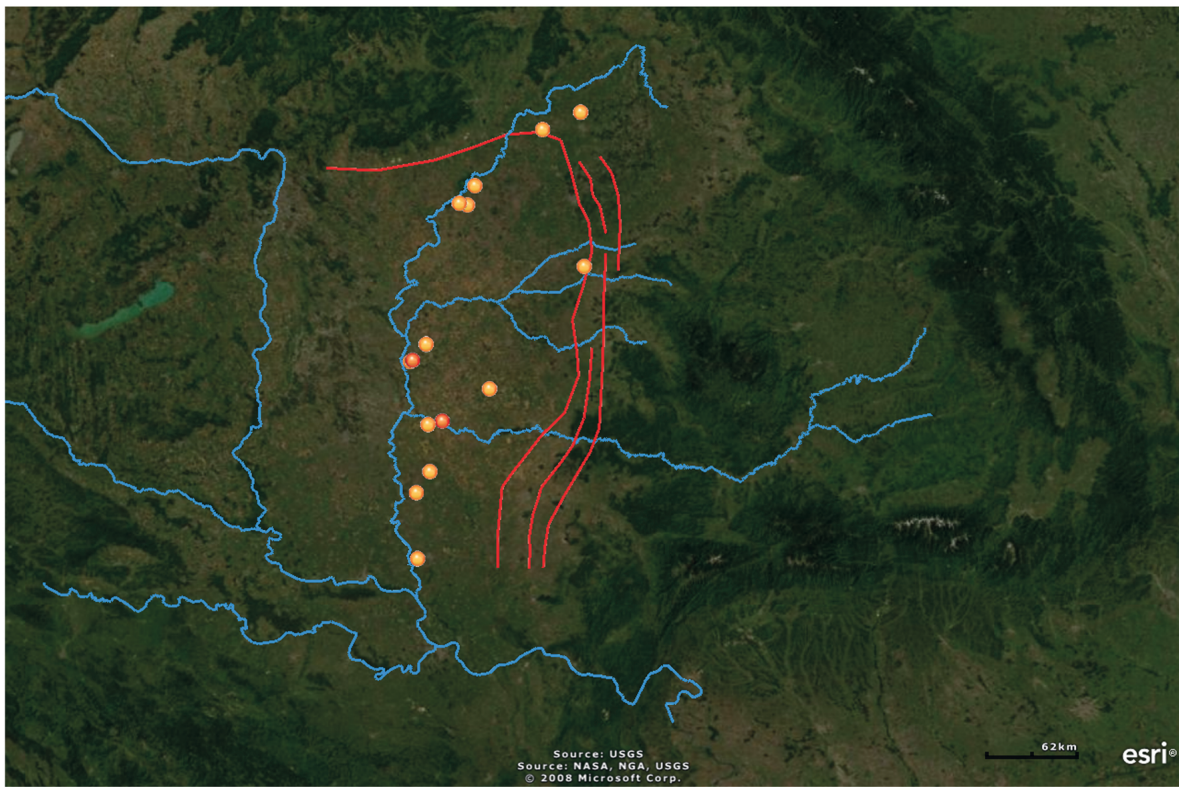 62km
esri®
Source: USGS
Source: NASA, NGA, USGS
© 2008 Microsoft Corp.